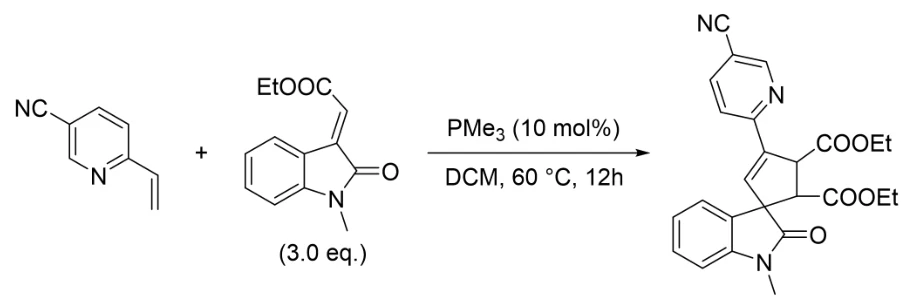 NC
N
+
EtOOC
O
N
(3.0 eq.)
PMe₃ (10 mol%)
DCM, 60 °C, 12h
NC
N
COOEt
COOEt
O
N